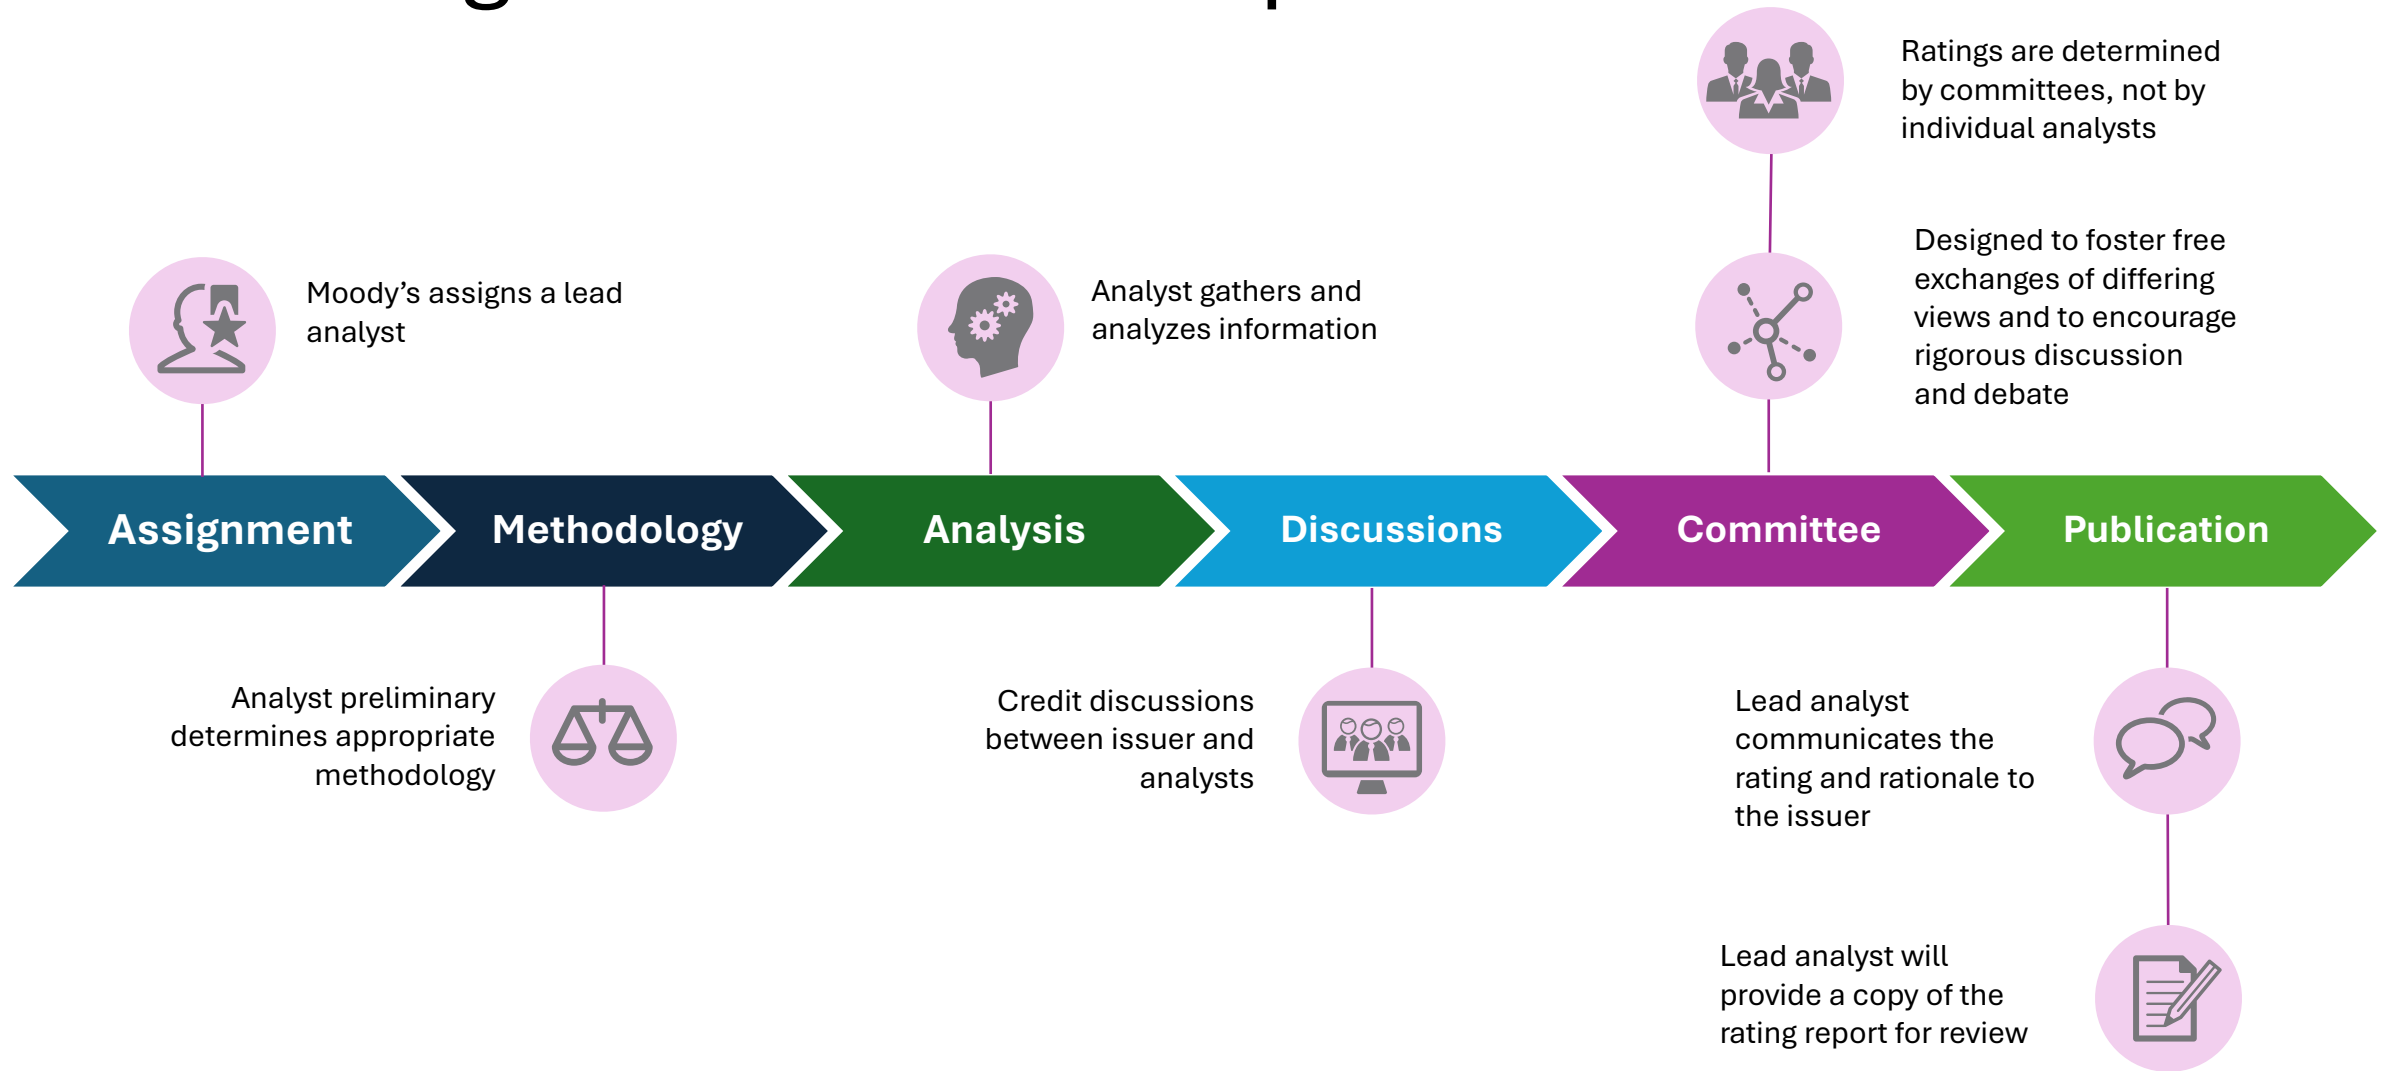 Ratings are determined
by committees, not by
individual analysts
Designed to foster free
exchanges of differing
views and to encourage
rigorous discussion
and debate
Moody’s assigns a lead
analyst
Analyst gathers and
analyzes information
Assignment
Methodology
Analysis
Discussions
Committee
Publication
Analyst preliminary
determines appropriate
methodology
Credit discussions
between issuer and
analysts
Lead analyst
communicates the
rating and rationale to
the issuer
Lead analyst will
provide a copy of the
rating report for review